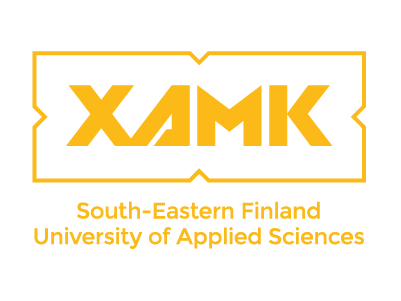 XAMK
South-Eastern Finland
University of Applied Sciences